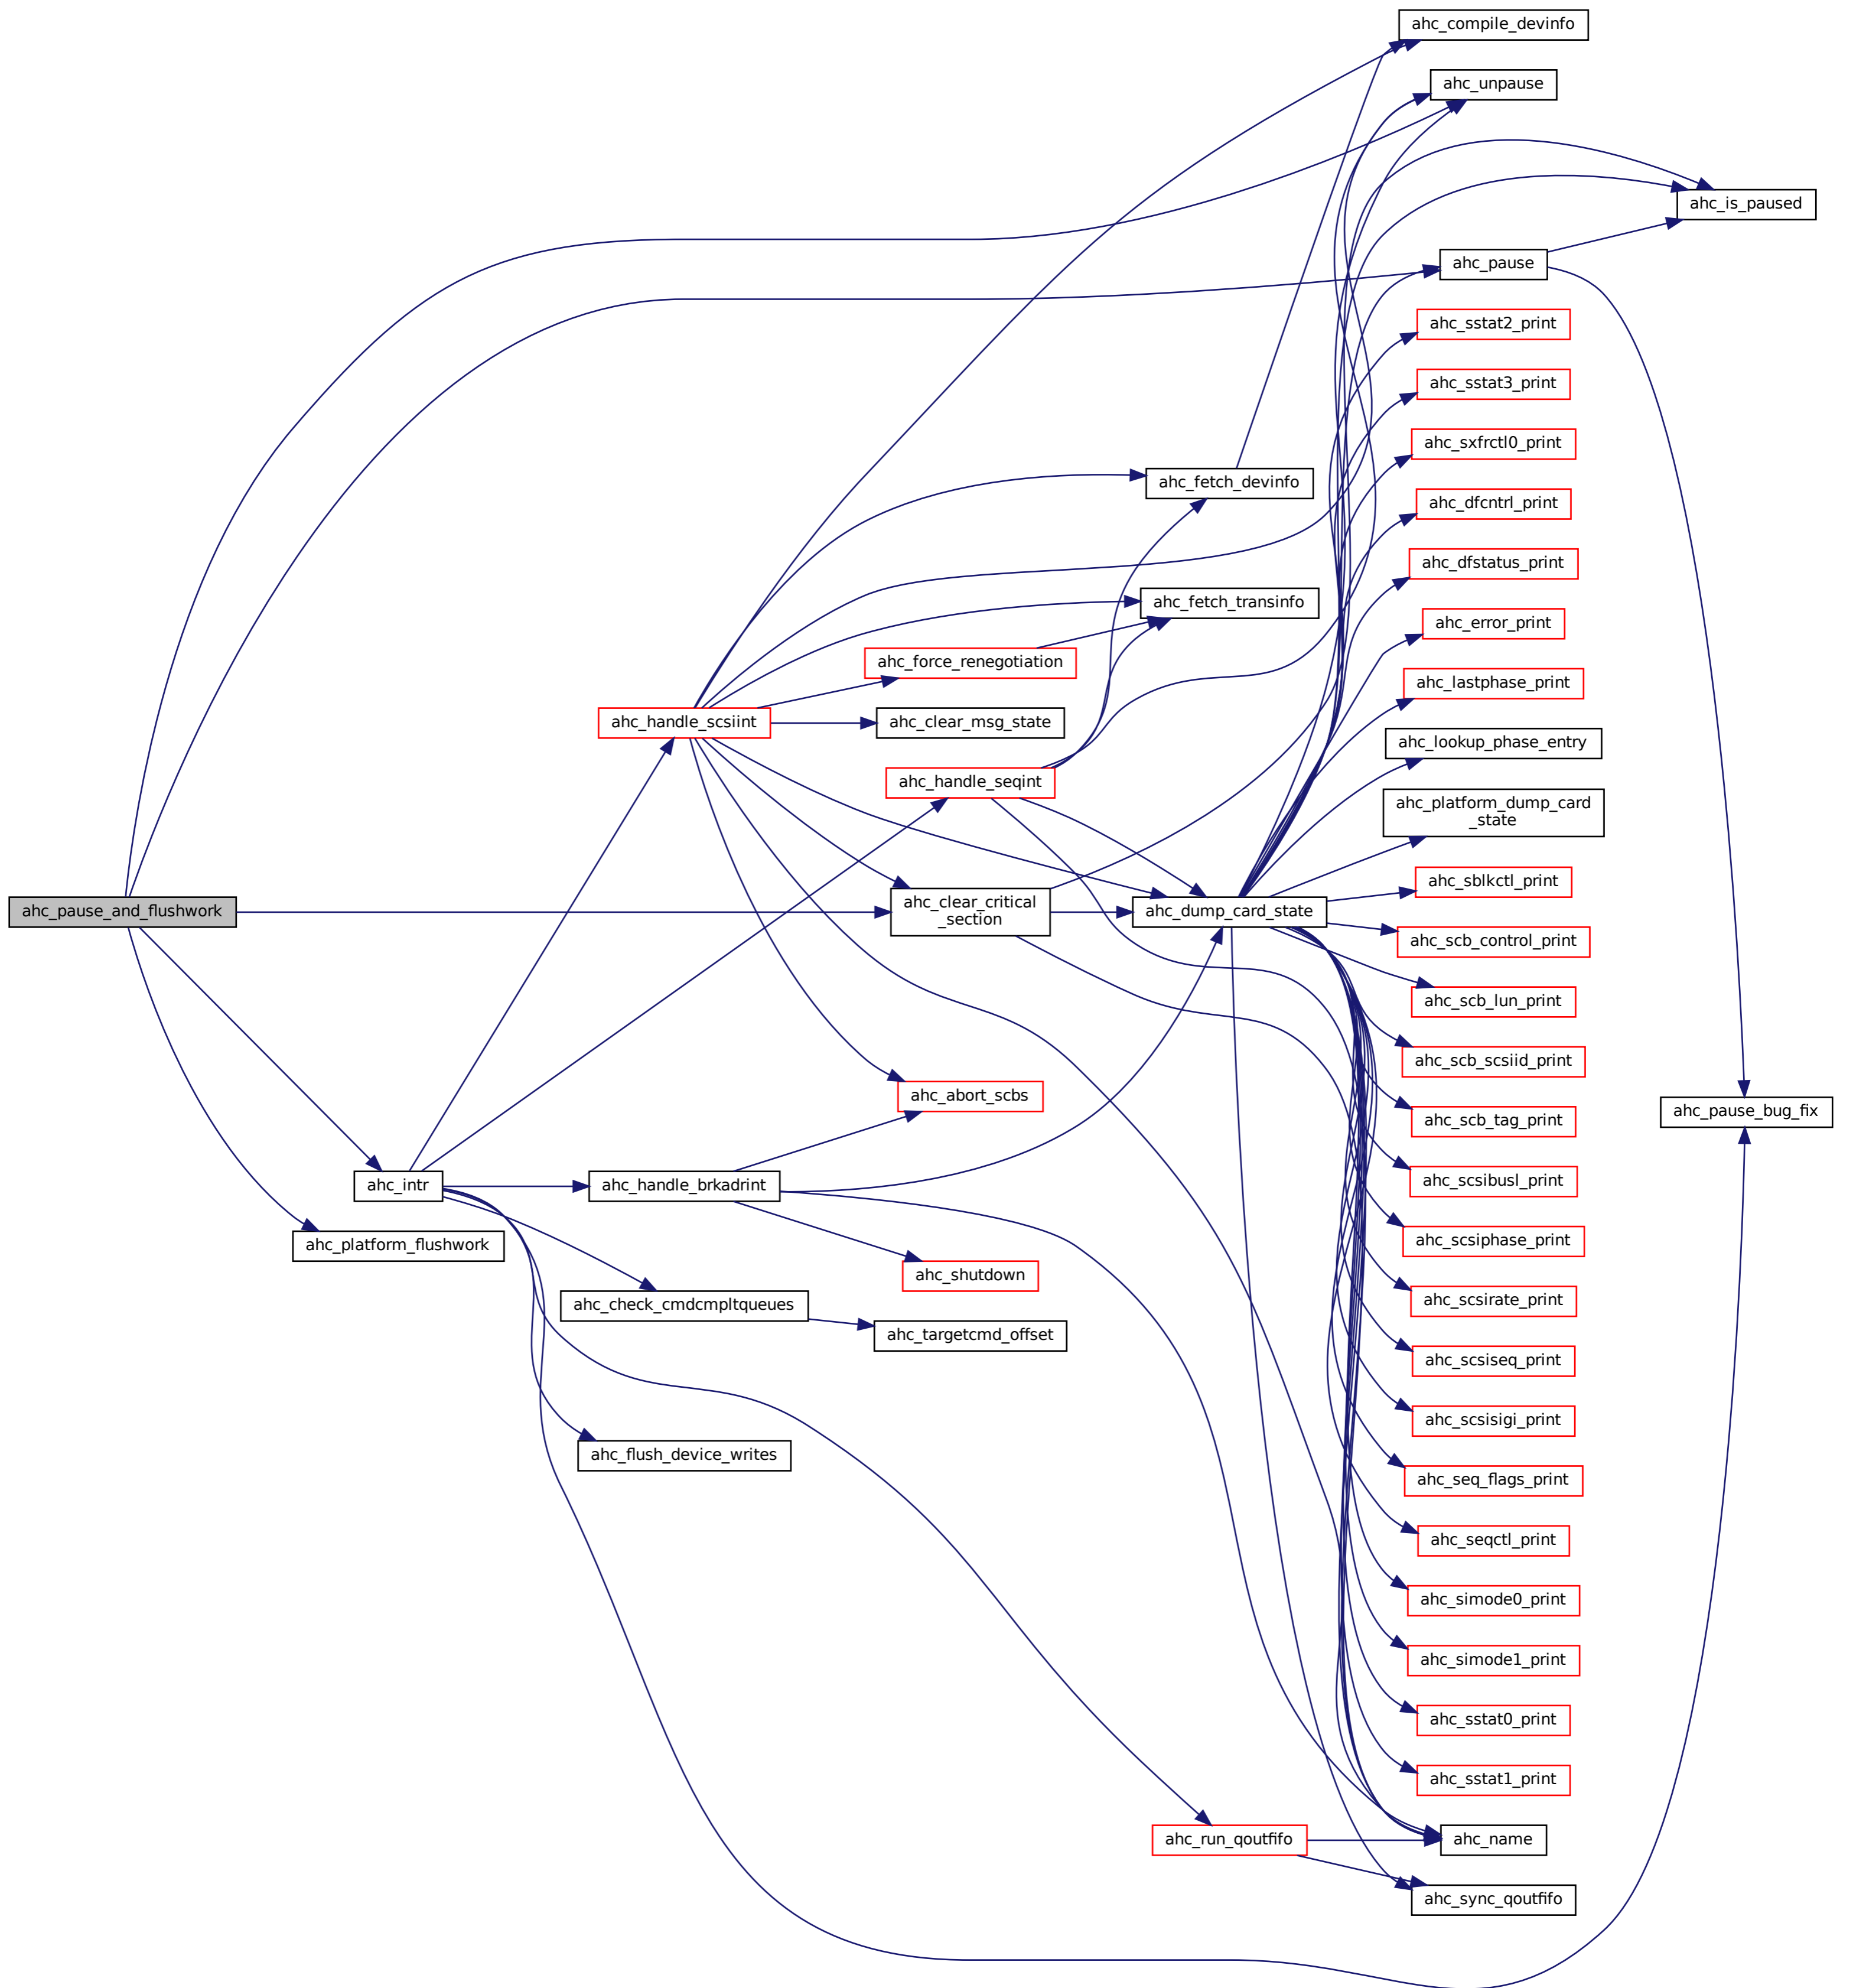 ahc_compile_devinfo
ahc_unpause
ahc_is_paused
ahc_pause
ahc_sstat2_print
ahc_sstat3_print
ahc_sxfrctl0_print
ahc_fetch_devinfo
ahc_dfcntrl_print
ahc_dfstatus_print
ahc_fetch_transinfo
ahc_error_print
ahc_force_renegotiation
ahc_lastphase_print
ahc_handle_scsiint
ahc_clear_msg_state
ahc_lookup_phase_entry
ahc_handle_seqint
ahc_platform_dump_card
_state
ahc_sblkctl_print
ahc_pause_and_flushwork
ahc_clear_critical
_section
ahc_dump_card_state
ahc_scb_control_print
ahc_scb_lun_print
ahc_scb_scsiid_print
ahc_abort_scbs
ahc_pause_bug_fix
ahc_scb_tag_print
ahc_scsibusl_print
ahc_intr
ahc_handle_brkadrint
ahc_scsiphase_print
ahc_platform_flushwork
ahc_shutdown
ahc_scsirate_print
ahc_check_cmdcmpltqueues
ahc_targetcmd_offset
ahc_scsiseq_print
ahc_scsisigi_print
ahc_flush_device_writes
ahc_seq_flags_print
ahc_seqctl_print
ahc_simode0_print
ahc_simode1_print
ahc_sstat0_print
ahc_sstat1_print
ahc_run_qoutfifo
ahc_name
ahc_sync_qoutfifo